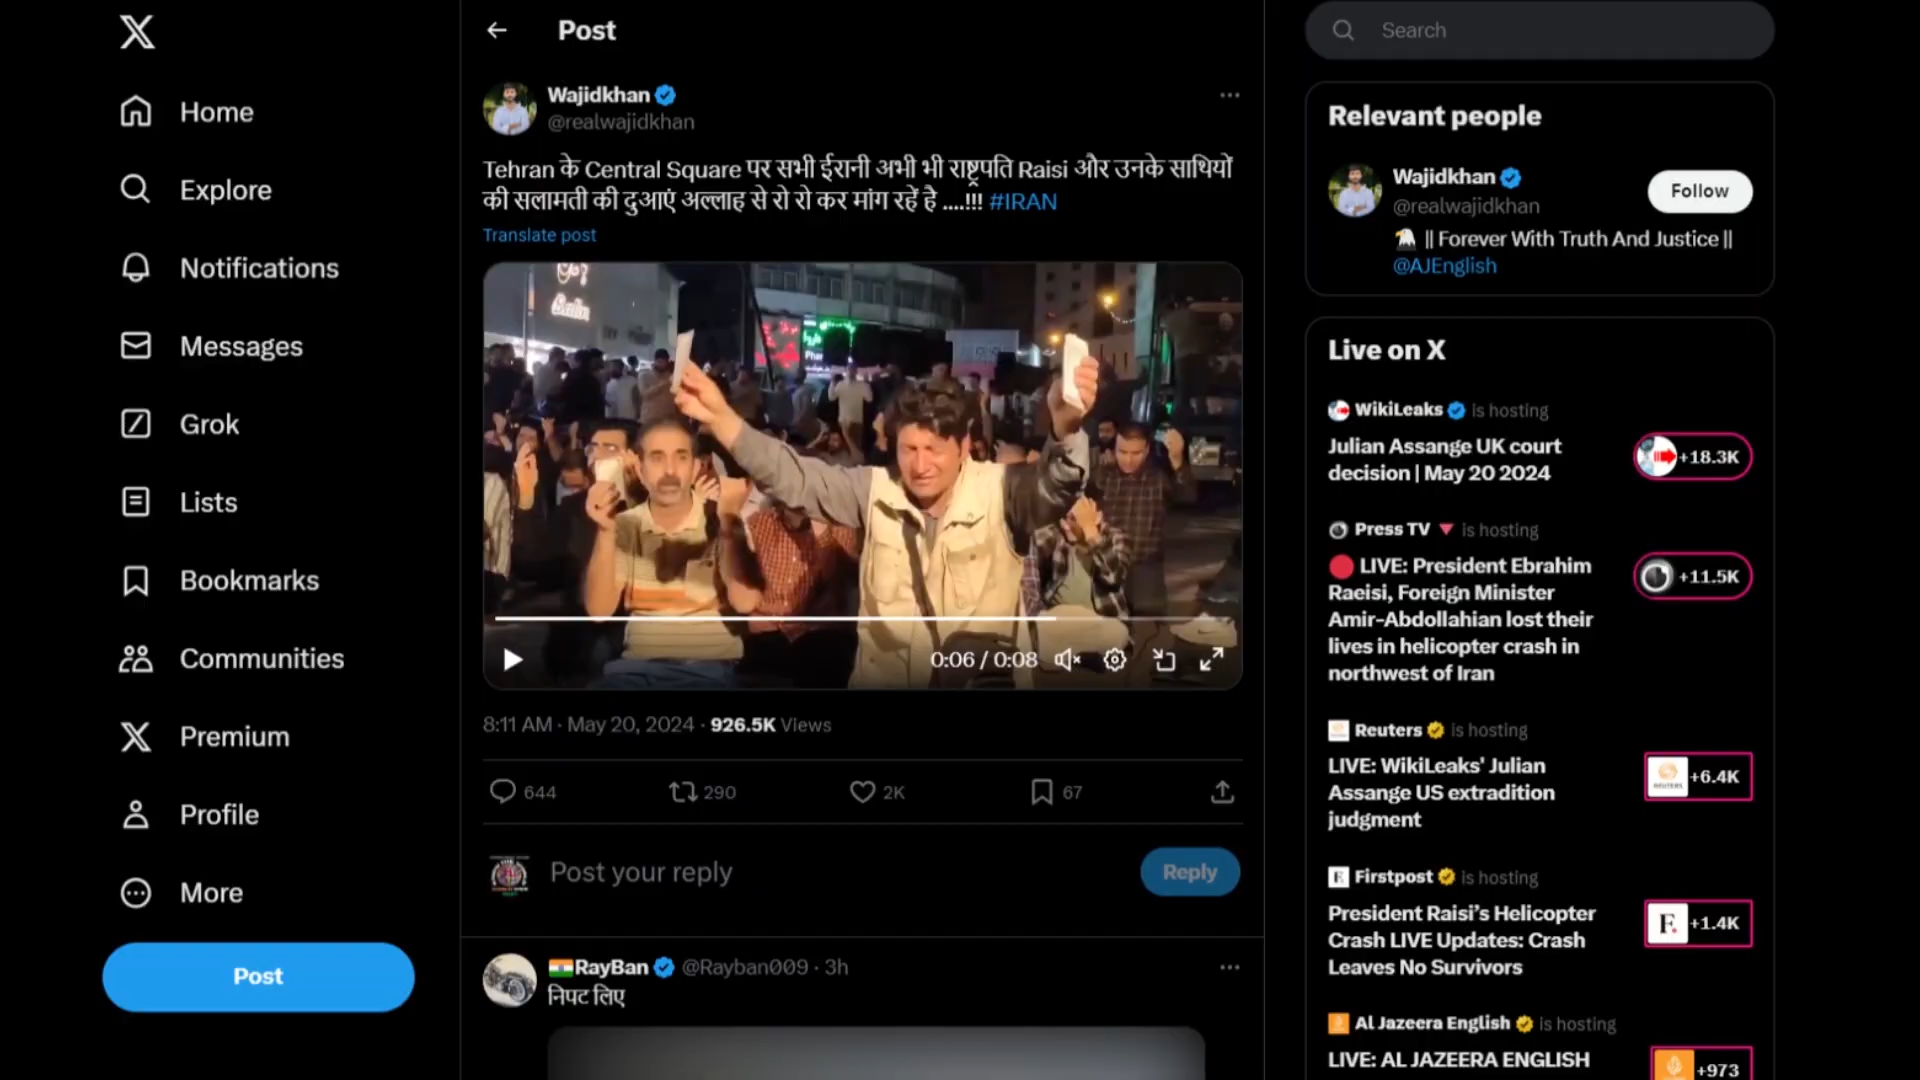 Home
Explore
Notifications
Messages
Grok
Lists
Bookmarks
Communities
Premium
Profile
More
Post
Post
Wajidkhan
@realwajidkhan
Tehran के Central Square पर सभी ईरानी अभी भी राष्ट्रपति Raisi और उनके साथियों
की सलामती की दुआएं अल्लाह से रो रो कर मांग रहें है ....!!! #IRAN
Translate post
0:06 / 0:08
8:11 AM · May 20, 2024 · 926.5K Views
644
290
2K
67
Post your reply
Reply
RayBan @Rayban009 · 3h
निपट लिए
Search
Relevant people
Wajidkhan
@realwajidkhan
Follow
|| Forever With Truth And Justice ||
@AJEnglish
Live on X
WikiLeaks is hosting
Julian Assange UK court
decision | May 20 2024
+18.3K
Press TV is hosting
LIVE: President Ebrahim
Raeisi, Foreign Minister
Amir-Abdollahian lost their
lives in helicopter crash in
northwest of Iran
+11.5K
Reuters is hosting
LIVE: WikiLeaks' Julian
Assange US extradition
judgment
+6.4K
Firstpost is hosting
President Raisi’s Helicopter
Crash LIVE Updates: Crash
Leaves No Survivors
+1.4K
Al Jazeera English is hosting
LIVE: AL JAZEERA ENGLISH
+973